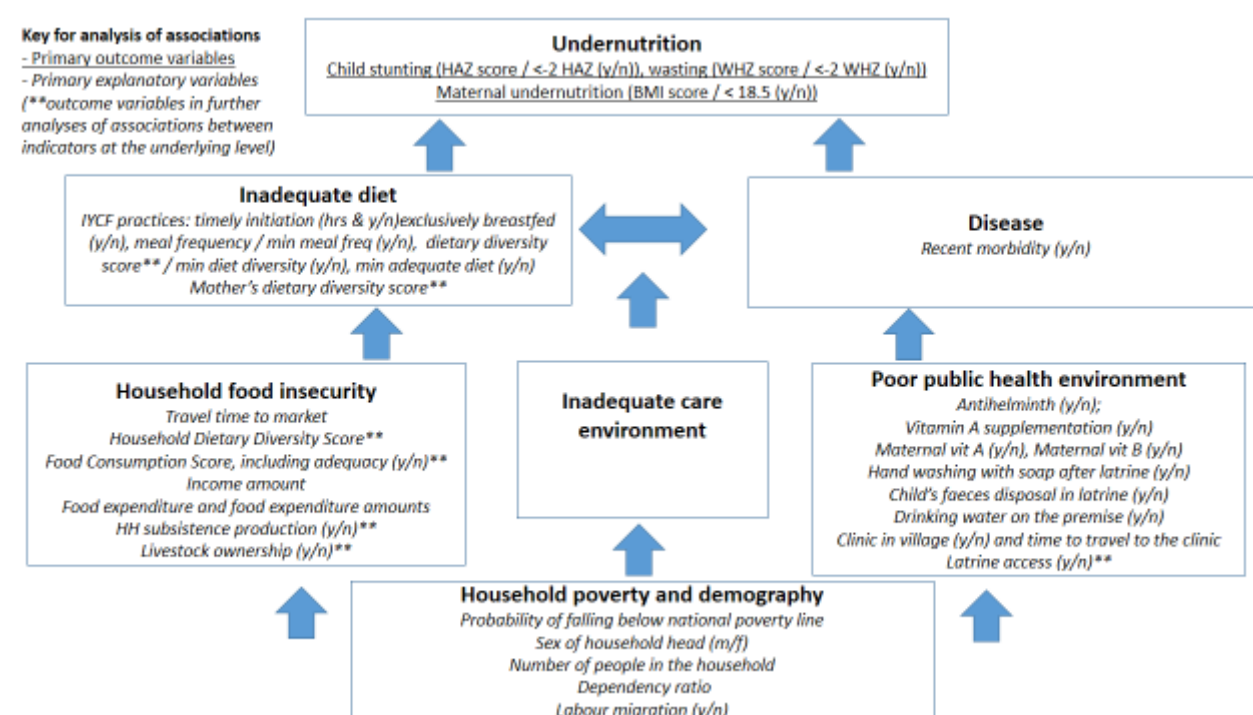 Key for analysis of associations
- Primary outcome variables
- Primary explanatory variables
(**outcome variables in further
analyses of associations between
indicators at the underlying level)
Undernutrition
Child stunting (HAZ score / <-2 HAZ (y/n)), wasting (WHZ score / <-2 WHZ (y/n))
Maternal undernutrition (BMI score / < 18.5 (y/n))
Inadequate diet
IYCF practices: timely initiation (hrs & y/n)exclusively breastfed
(y/n), meal frequency / min meal freq (y/n), dietary diversity
score** / min diet diversity (y/n), min adequate diet (y/n)
Mother's dietary diversity score**
Disease
Recent morbidity (y/n)
Household food insecurity
Travel time to market
Household Dietary Diversity Score**
Food Consumption Score, including adequacy (y/n)**
Income amount
Food expenditure and food expenditure amounts
HH subsistence production (y/n)**
Livestock ownership (y/n)**
Inadequate care
environment
Poor public health environment
Antihelminth (y/n);
Vitamin A supplementation (y/n)
Maternal vit A (y/n), Maternal vit B (y/n)
Hand washing with soap after latrine (y/n)
Child's faeces disposal in latrine (y/n)
Drinking water on the premise (y/n)
Clinic in village (y/n) and time to travel to the clinic
Latrine access (y/n)**
Household poverty and demography
Probability of falling below national poverty line
Sex of household head (m/f)
Number of people in the household
Dependency ratio
Labour migration (y/n)